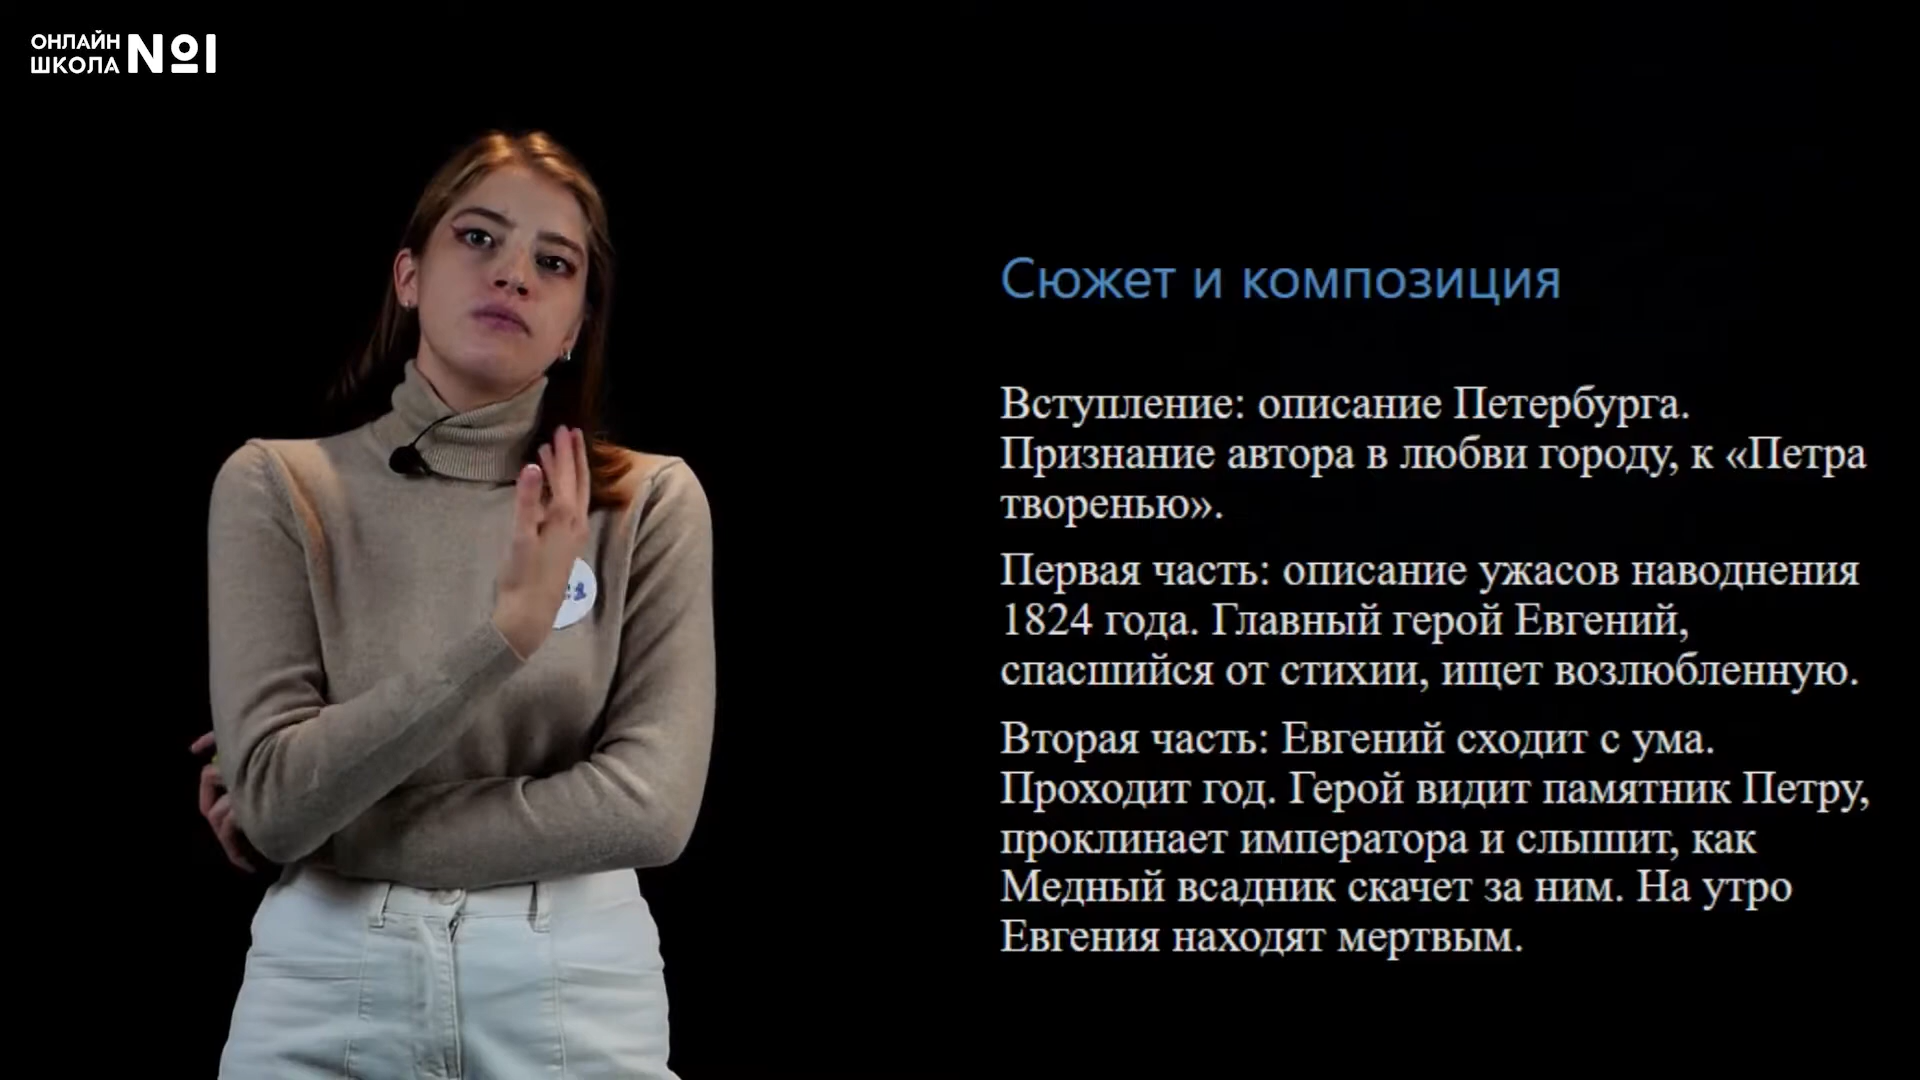 ОНЛАЙН
ШКОЛА №1
Сюжет и композиция
Вступление: описание Петербурга.
Признание автора в любви городу, к «Петра
творенью».
Первая часть: описание ужасов наводнения
1824 года. Главный герой Евгений,
спасшийся от стихии, ищет возлюбленную.
Вторая часть: Евгений сходит с ума.
Проходит год. Герой видит памятник Петру,
проклинает императора и слышит, как
Медный всадник скачет за ним. На утро
Евгения находят мертвым.